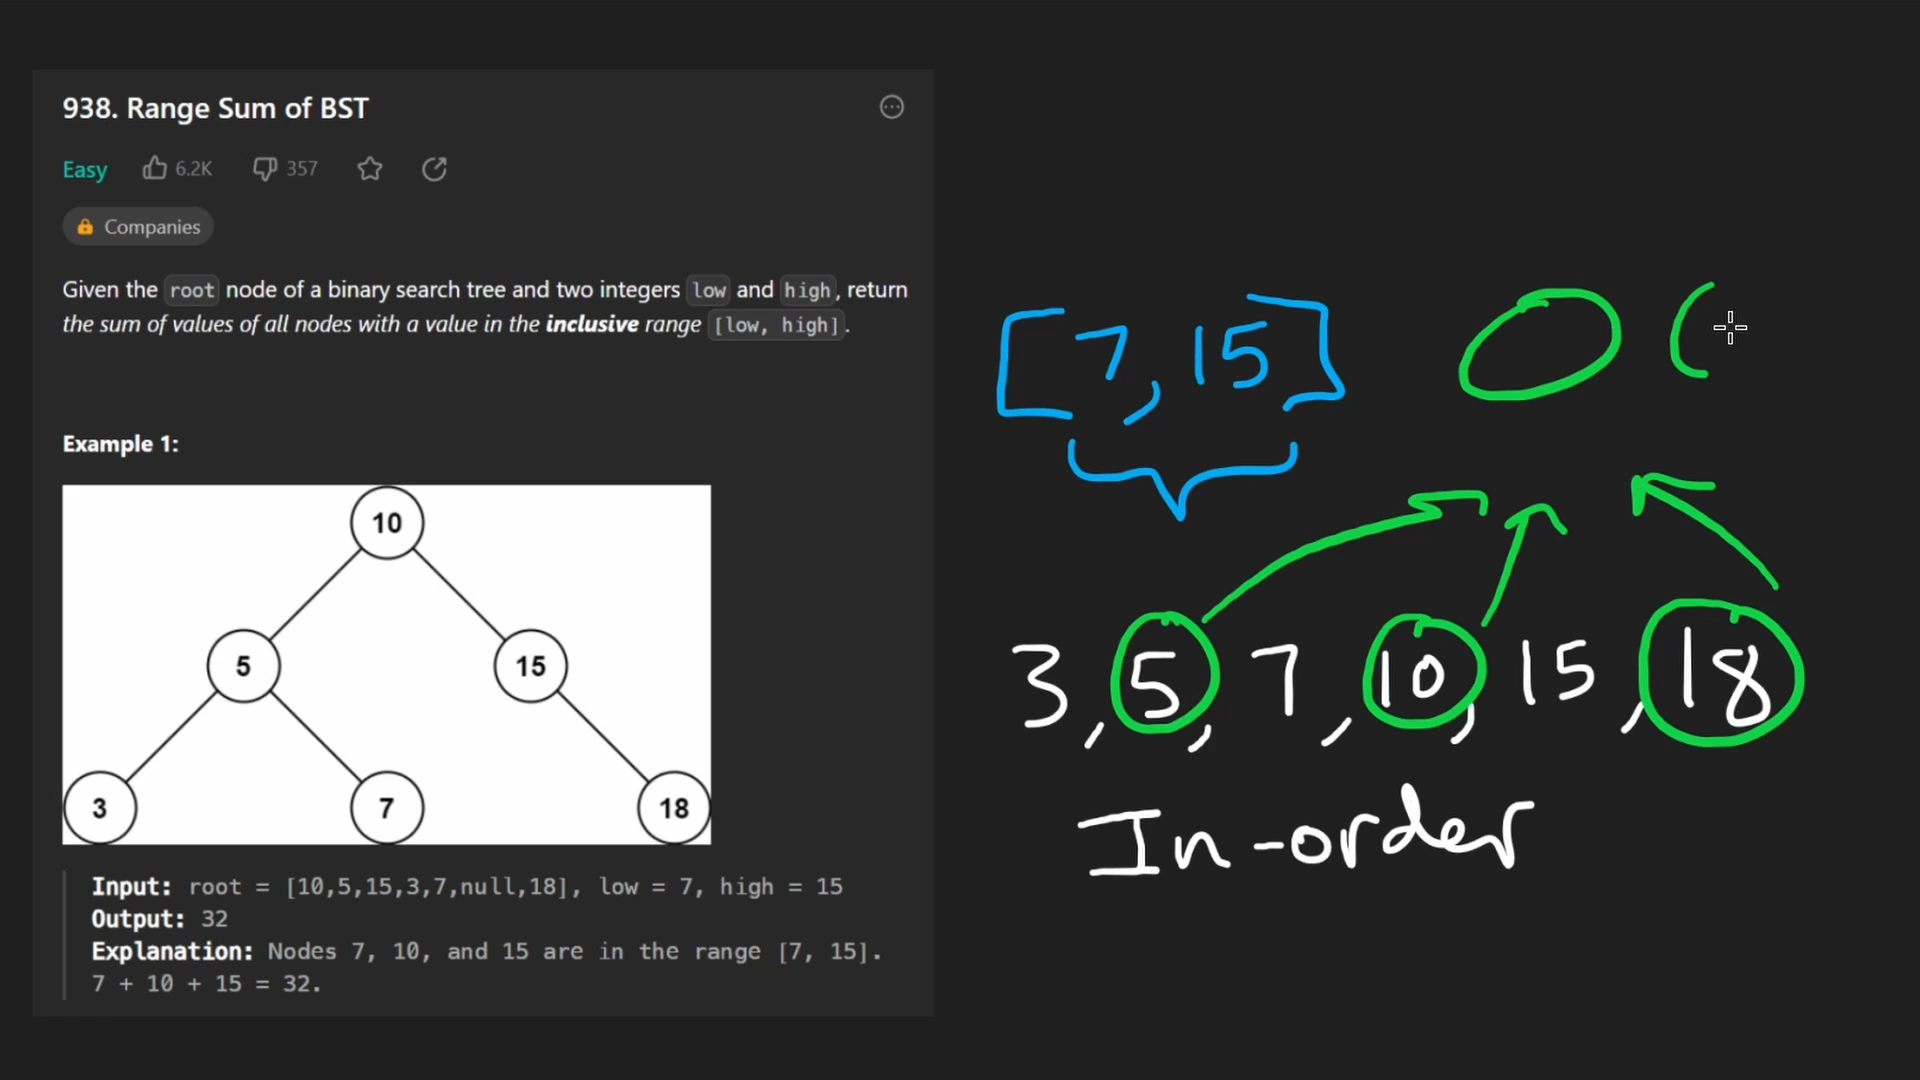 938. Range Sum of BST
Easy 6.2K 357
Companies
Given the root node of a binary search tree and two integers low and high, return
the sum of values of all nodes with a value in the inclusive range [low, high].
Example 1:
10
5 15
3 7 18
Input: root = [10,5,15,3,7,null,18], low = 7, high = 15
Output: 32
Explanation: Nodes 7, 10, and 15 are in the range [7, 15].
7 + 10 + 15 = 32.
[7, 15] O (
3, 5, 7, 10, 15, 18
In-order